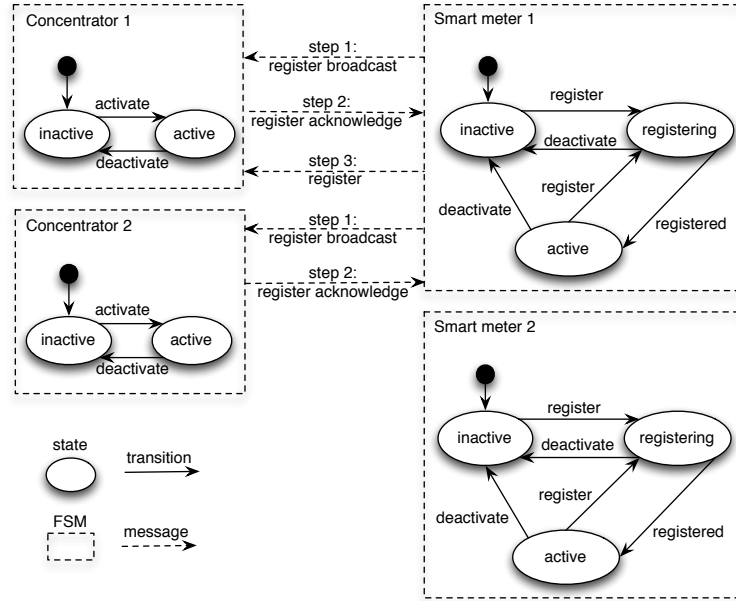 Concentrator 1
activate
inactive
active
deactivate
step 1:
register broadcast
step 2:
register acknowledge
step 3:
register
Smart meter 1
register
inactive
registering
deactivate
register
deactivate
registered
active
Concentrator 2
activate
inactive
active
deactivate
step 1:
register broadcast
step 2:
register acknowledge
Smart meter 2
register
inactive
registering
deactivate
register
deactivate
registered
active
state
transition
FSM
message